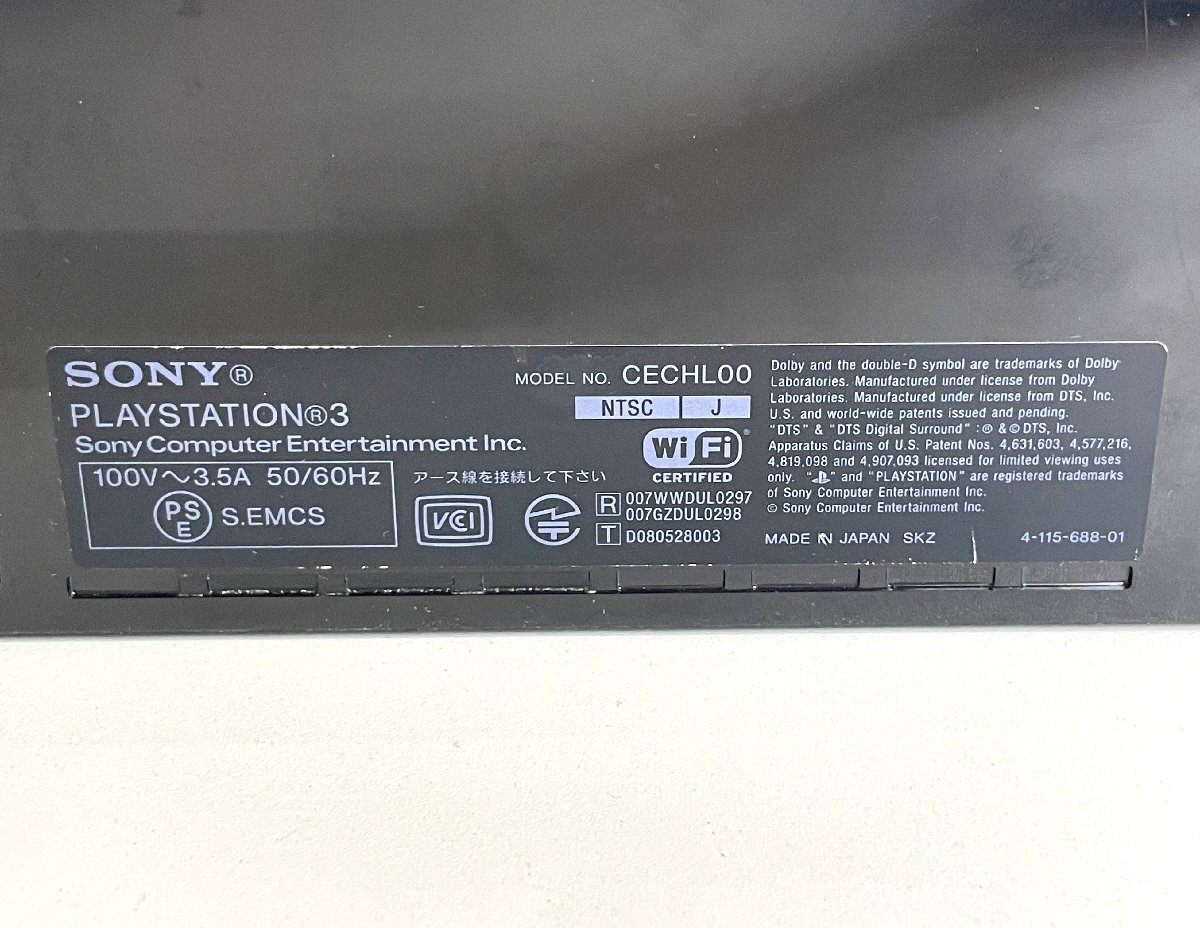 SONY®
PLAYSTATION®3
Sony Computer Entertainment Inc.
100V～3.5A 50/60Hz
PSE S.EMCS
MODEL NO. CECHL00
NTSC J
Wi Fi®
CERTIFIED
アース線を接続して下さい
VCI
R 007WWDUL0297
007GZDUL0298
T D080528003
Dolby and the double-D symbol are trademarks of Dolby
Laboratories. Manufactured under license from Dolby
Laboratories. Manufactured under license from DTS, Inc.
U.S. and world-wide patents issued and pending.
"DTS" & "DTS Digital Surround" :® & © DTS, Inc.
Apparatus Claims of U.S. Patent Nos. 4,631,603, 4,577,216,
4,819,098 and 4,907,093 licensed for limited viewing uses
only. "PS" and "PLAYSTATION" are registered trademarks
of Sony Computer Entertainment Inc.
© Sony Computer Entertainment Inc.
MADE IN JAPAN SKZ 4-115-688-01